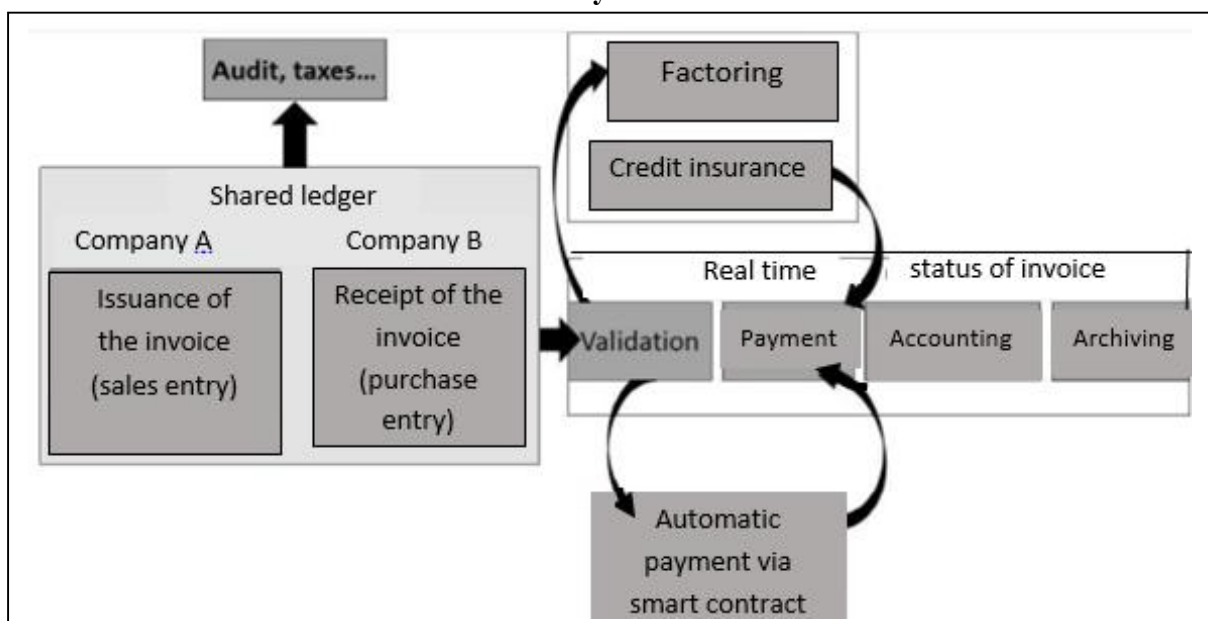 Audit, taxes...
Factoring
Credit insurance
Shared ledger
Company A
Company B
Issuance of
the invoice
(sales entry)
Receipt of the
invoice
(purchase
entry)
Real time status of invoice
Validation
Payment
Accounting
Archiving
Automatic
payment via
smart contract